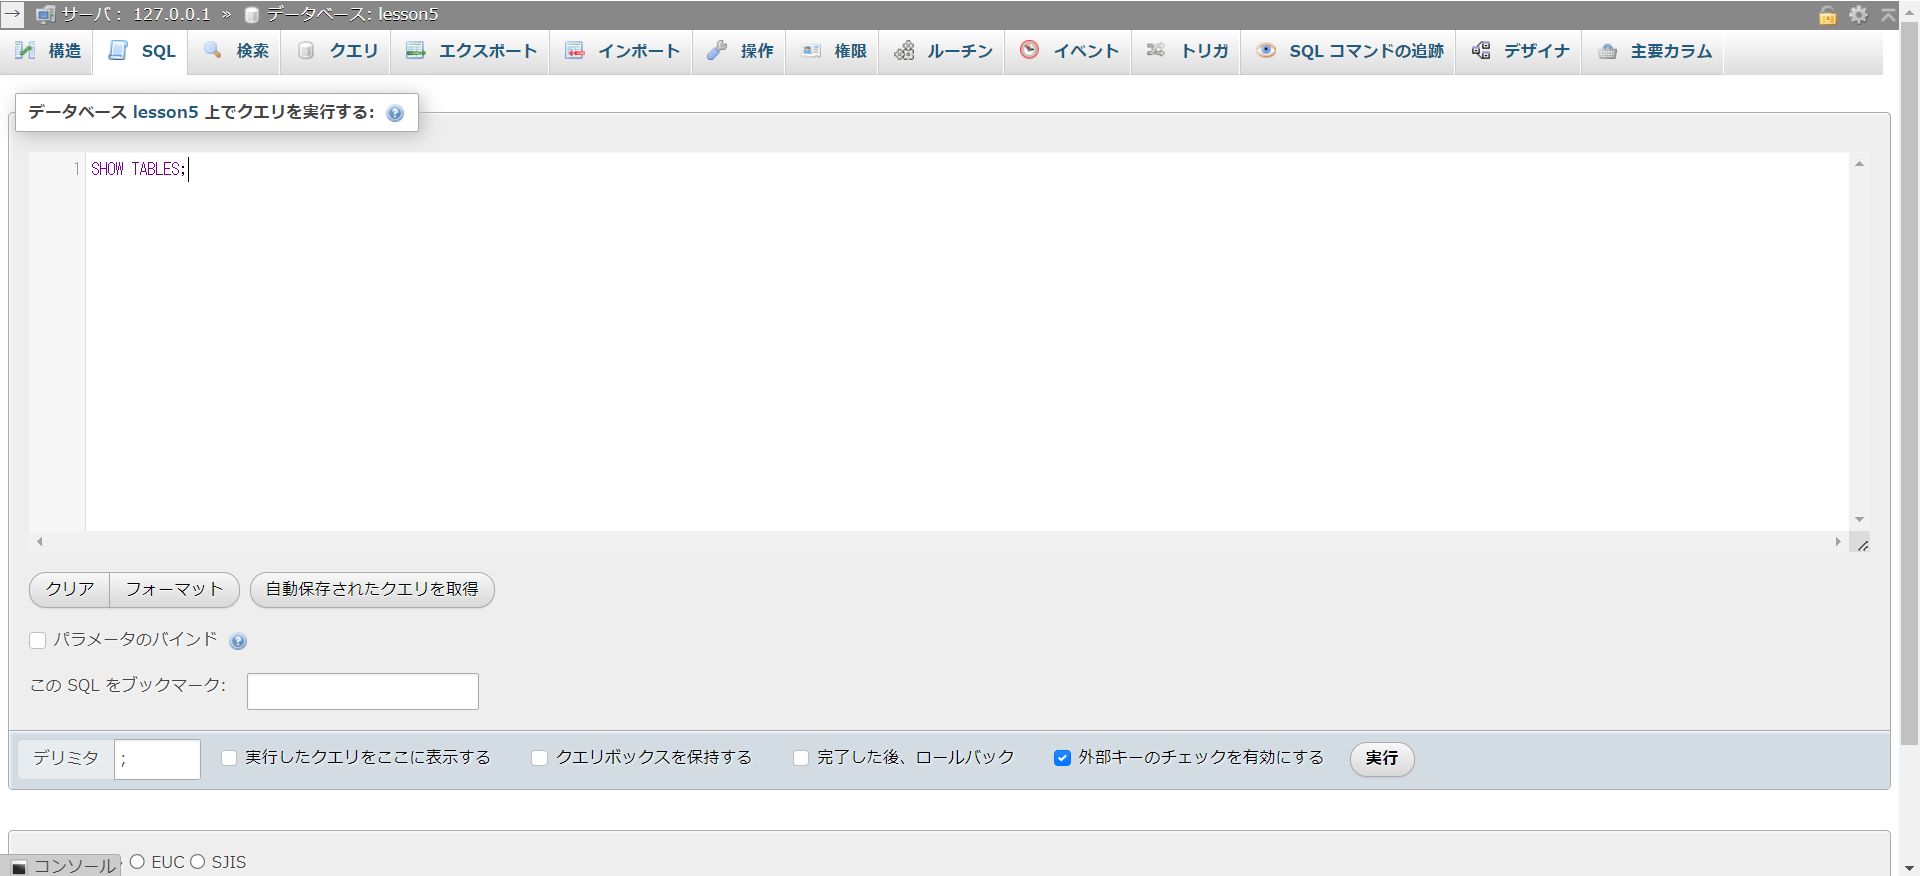 サーバ: 127.0.0.1 » データベース: lesson5
構造 SQL 検索 クエリ エクスポート インポート 操作 権限 ルーチン イベント トリガ SQL コマンドの追跡 デザイナ 主要カラム
データベース lesson5 上でクエリを実行する:
1 SHOW TABLES;
クリア フォーマット 自動保存されたクエリを取得
パラメータのバインド
この SQL をブックマーク:
デリミタ ; 実行したクエリをここに表示する クエリボックスを保持する 完了した後、ロールバック 外部キーのチェックを有効にする 実行
コンソール EUC SJIS